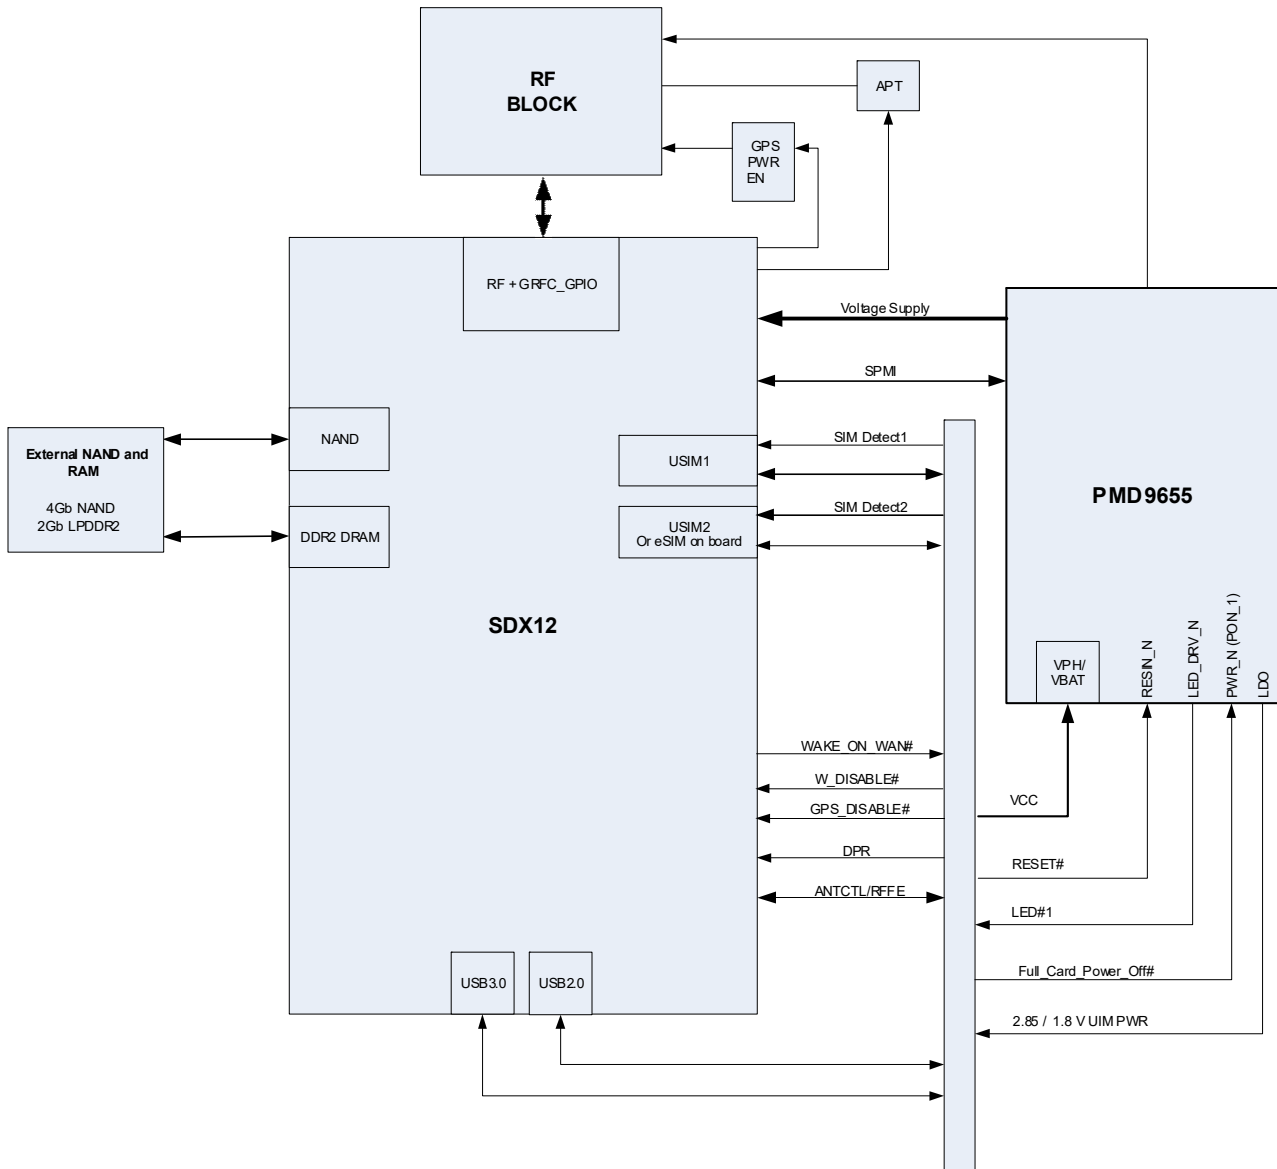 RF
BLOCK
APT
GPS
PWR
EN
RF + GRFC_GPIO
Voltage Supply
SPMI
External NAND and
RAM
4Gb NAND
2Gb LPDDR2
NAND
DDR2 DRAM
USIM1
USIM2
Or eSIM on board
SIM Detect1
SIM Detect2
SDX12
PMD9655
VPH/
VBAT
RESIN_N
LED_DRV_N
PWR_N (PON_1)
LDO
WAKE_ON_WAN#
W_DISABLE#
GPS_DISABLE#
DPR
ANTCTL/RFFE
VCC
RESET#
LED#1
Full_Card_Power_Off#
2.85 / 1.8 V UIM PWR
USB3.0
USB2.0